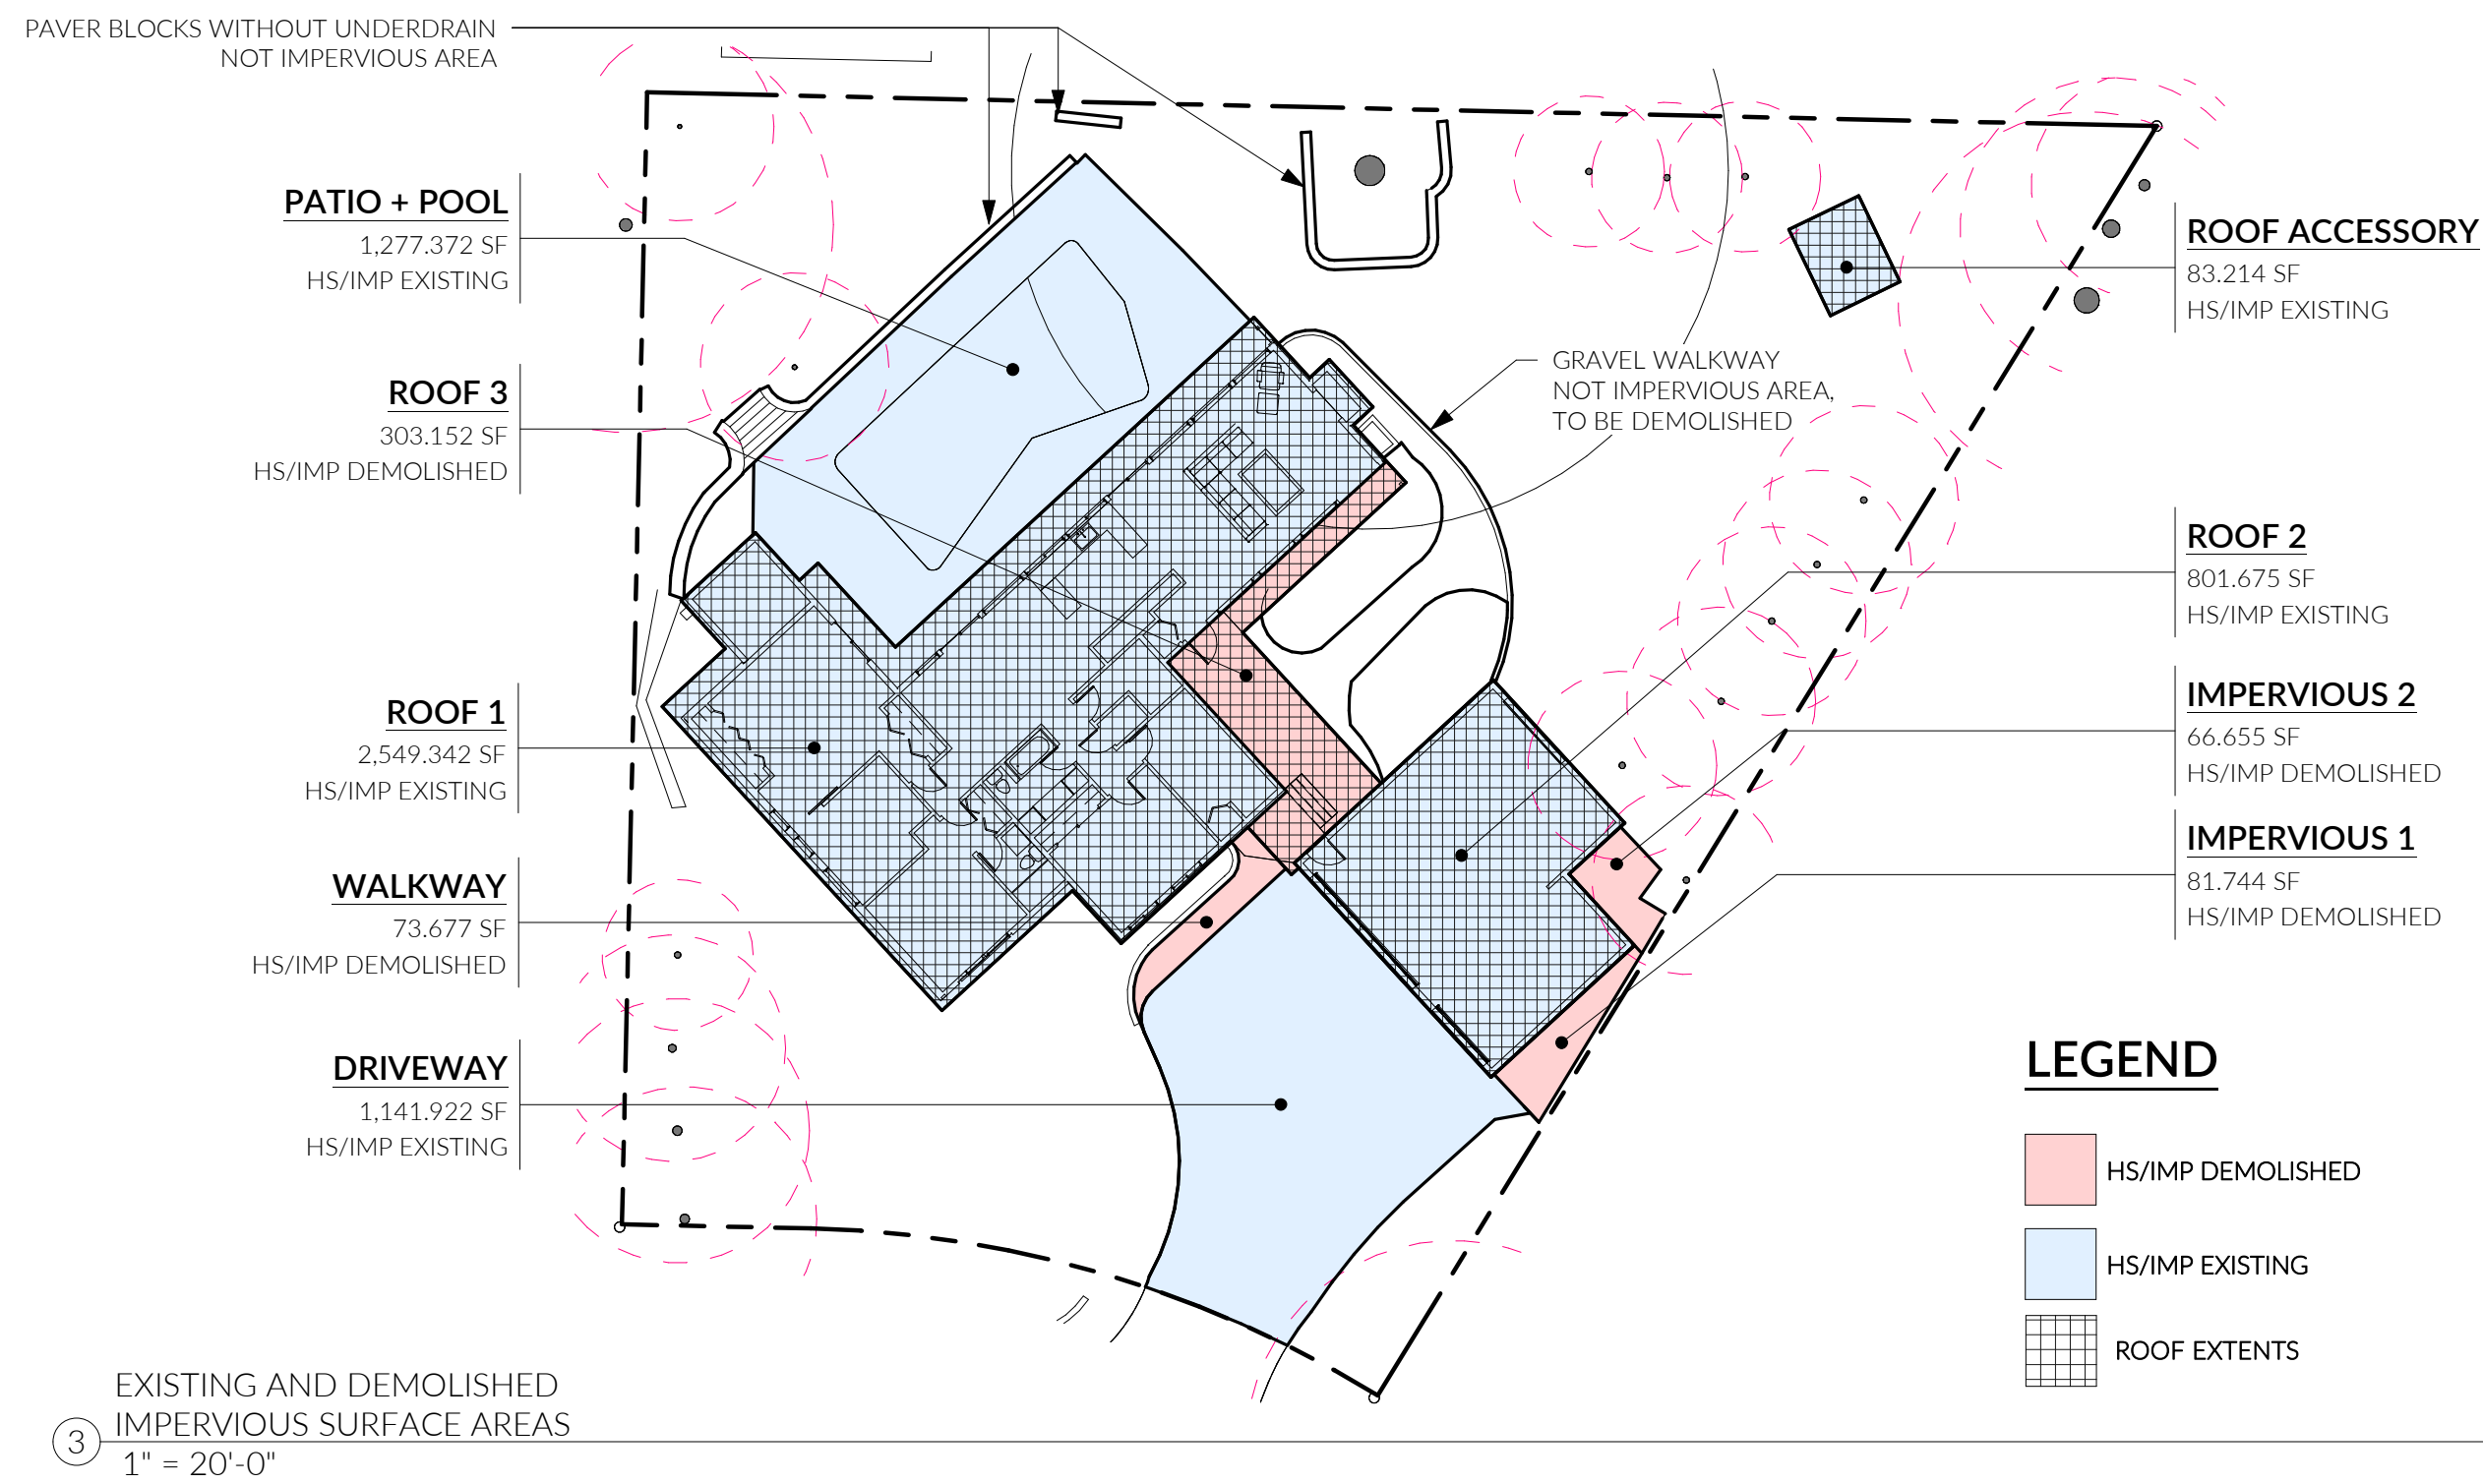 PAVER BLOCKS WITHOUT UNDERDRAIN
NOT IMPERVIOUS AREA
PATIO + POOL
1,277.372 SF
HS/IMP EXISTING
ROOF 3
303.152 SF
HS/IMP DEMOLISHED
ROOF 1
2,549.342 SF
HS/IMP EXISTING
WALKWAY
73.677 SF
HS/IMP DEMOLISHED
DRIVEWAY
1,141.922 SF
HS/IMP EXISTING
GRAVEL WALKWAY
NOT IMPERVIOUS AREA,
TO BE DEMOLISHED
ROOF ACCESSORY
83.214 SF
HS/IMP EXISTING
ROOF 2
801.675 SF
HS/IMP EXISTING
IMPERVIOUS 2
66.655 SF
HS/IMP DEMOLISHED
IMPERVIOUS 1
81.744 SF
HS/IMP DEMOLISHED
LEGEND
HS/IMP DEMOLISHED
HS/IMP EXISTING
ROOF EXTENTS
3
EXISTING AND DEMOLISHED
IMPERVIOUS SURFACE AREAS
1" = 20'-0"